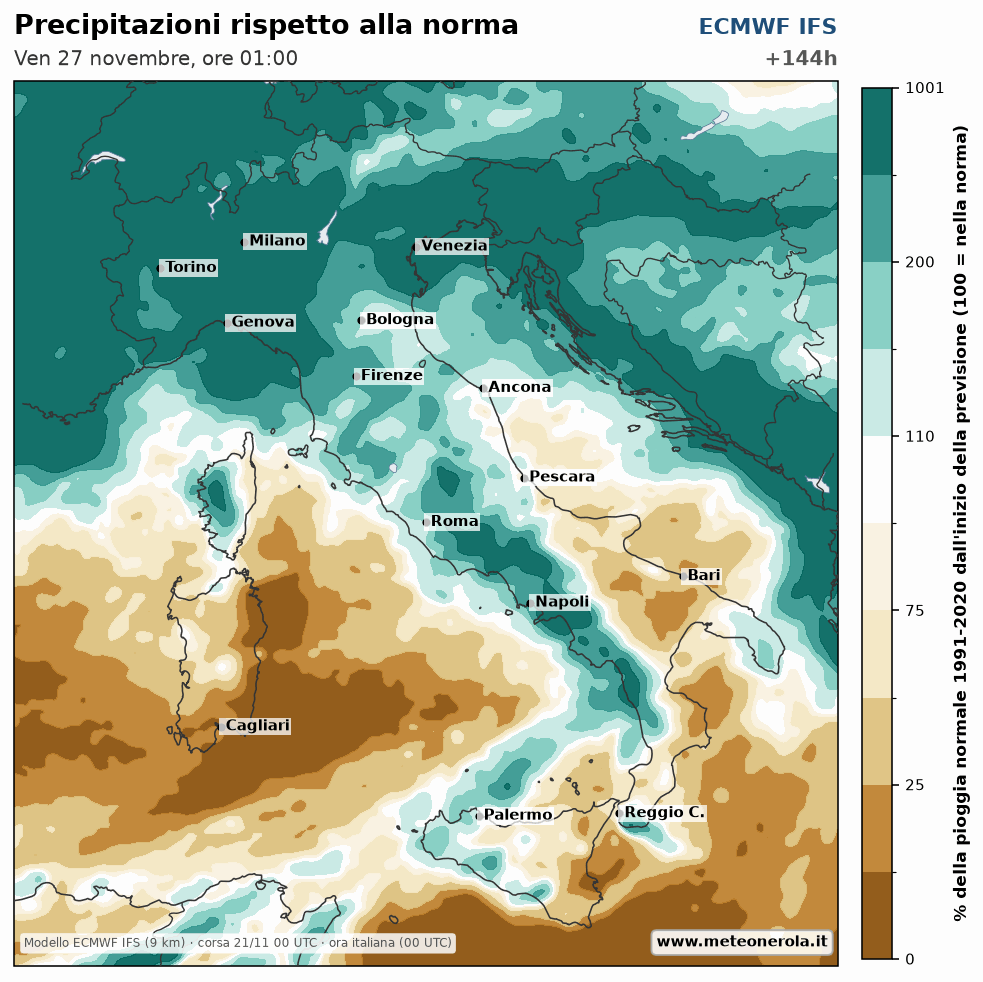 Precipitazioni rispetto alla norma
ECMWF IFS
Ven 27 novembre, ore 01:00
+144h
Milano
Venezia
Torino
Genova
Bologna
Firenze
Ancona
Pescara
Roma
Bari
Napoli
Cagliari
Palermo
Reggio C.
Modello ECMWF IFS (9 km) · corsa 21/11 00 UTC · ora italiana (00 UTC)
www.meteonerola.it
1001
200
110
75
25
0
% della pioggia normale 1991-2020 dall'inizio della previsione (100 = nella norma)